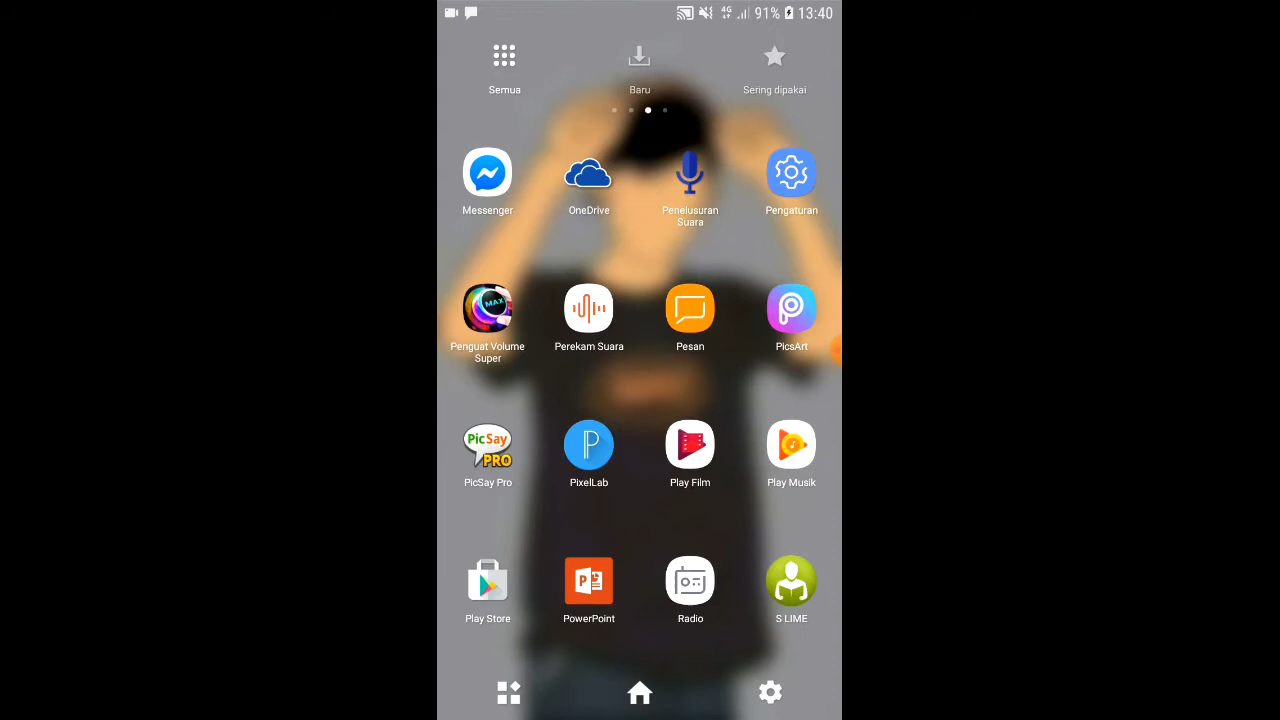 4G 91% 13:40
Semua Baru Sering dipakai
Messenger OneDrive Penelusuran Suara Pengaturan
MAX
Penguat Volume Super Perekam Suara Pesan PicsArt
PicSay
PRO
PicSay Pro PixelLab Play Film Play Musik
P
Play Store PowerPoint Radio S LIME